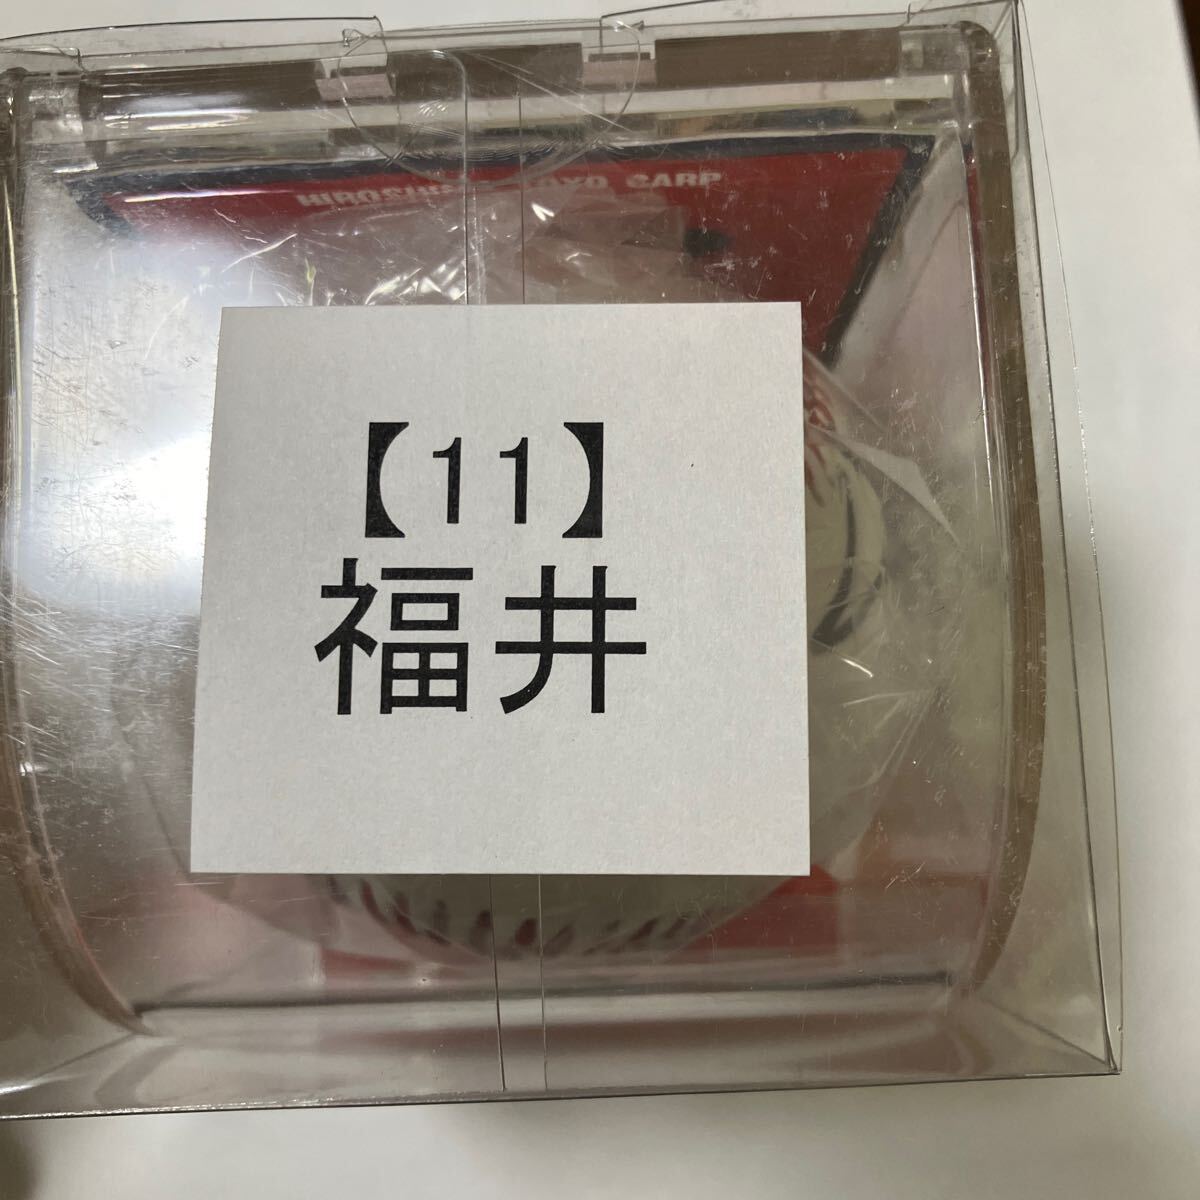 HIROSHIMA TOYO CARP
【11】
福井